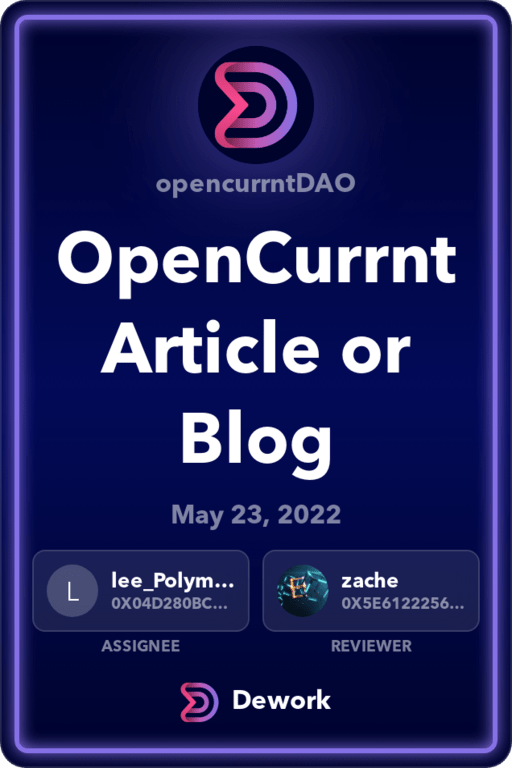 opencurrntDAO
OpenCurrnt
Article or
Blog
May 23, 2022
L
lee_Polym...
0X04D280BC...
zache
0X5E6122256...
ASSIGNEE
REVIEWER
Dework